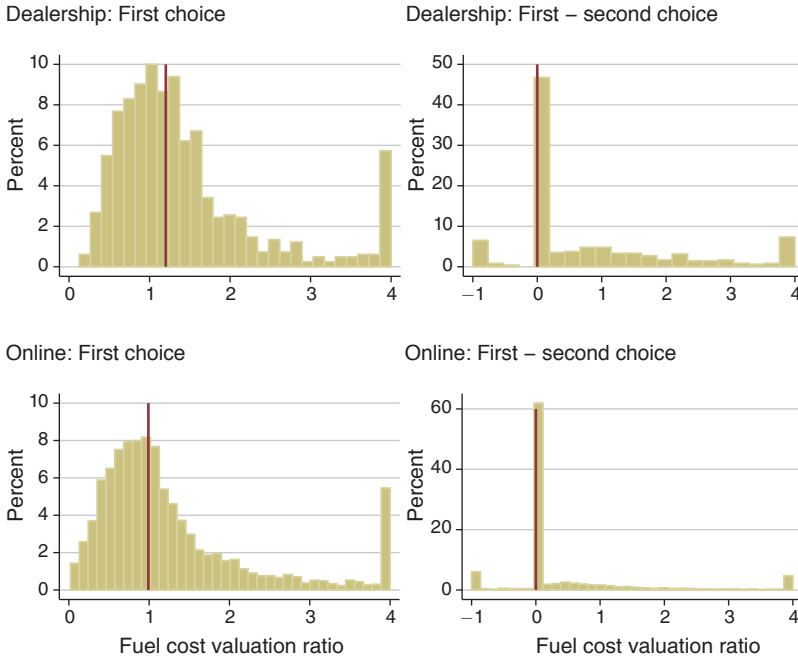 Dealership: First choice
Dealership: First – second choice
10
8
6
4
2
0
Percent
0 1 2 3 4
50
40
30
20
10
0
Percent
−1 0 1 2 3 4
Online: First choice
Online: First – second choice
10
8
6
4
2
0
Percent
0 1 2 3 4
Fuel cost valuation ratio
60
40
20
0
Percent
−1 0 1 2 3 4
Fuel cost valuation ratio